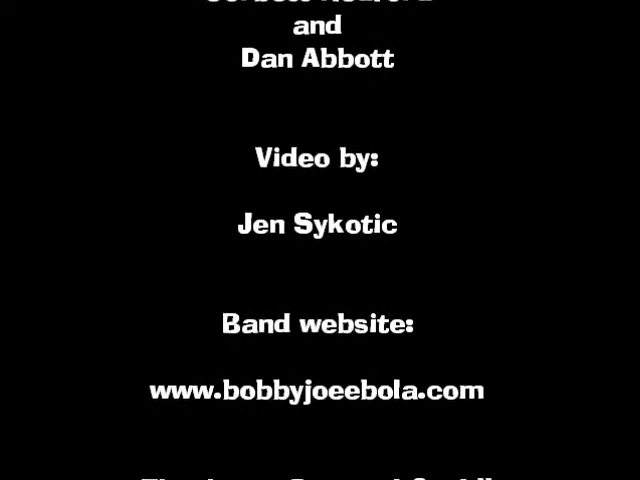 and
Dan Abbott
Video by:
Jen Sykotic
Band website:
www.bobbyjoeebola.com